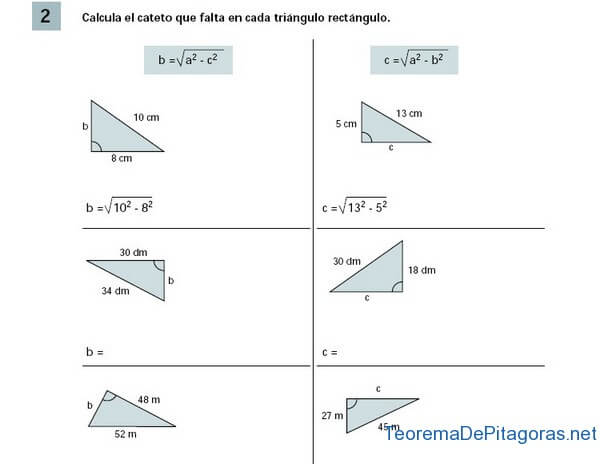 2 Calcula el cateto que falta en cada triángulo rectángulo.
b = √a² - c²
c = √a² - b²
b
10 cm
8 cm
5 cm
13 cm
c
b = √10² - 8²
c = √13² - 5²
30 dm
b
34 dm
30 dm
18 dm
c
b =
c =
b
48 m
52 m
c
27 m
45 m
TeoremaDePitagoras.net